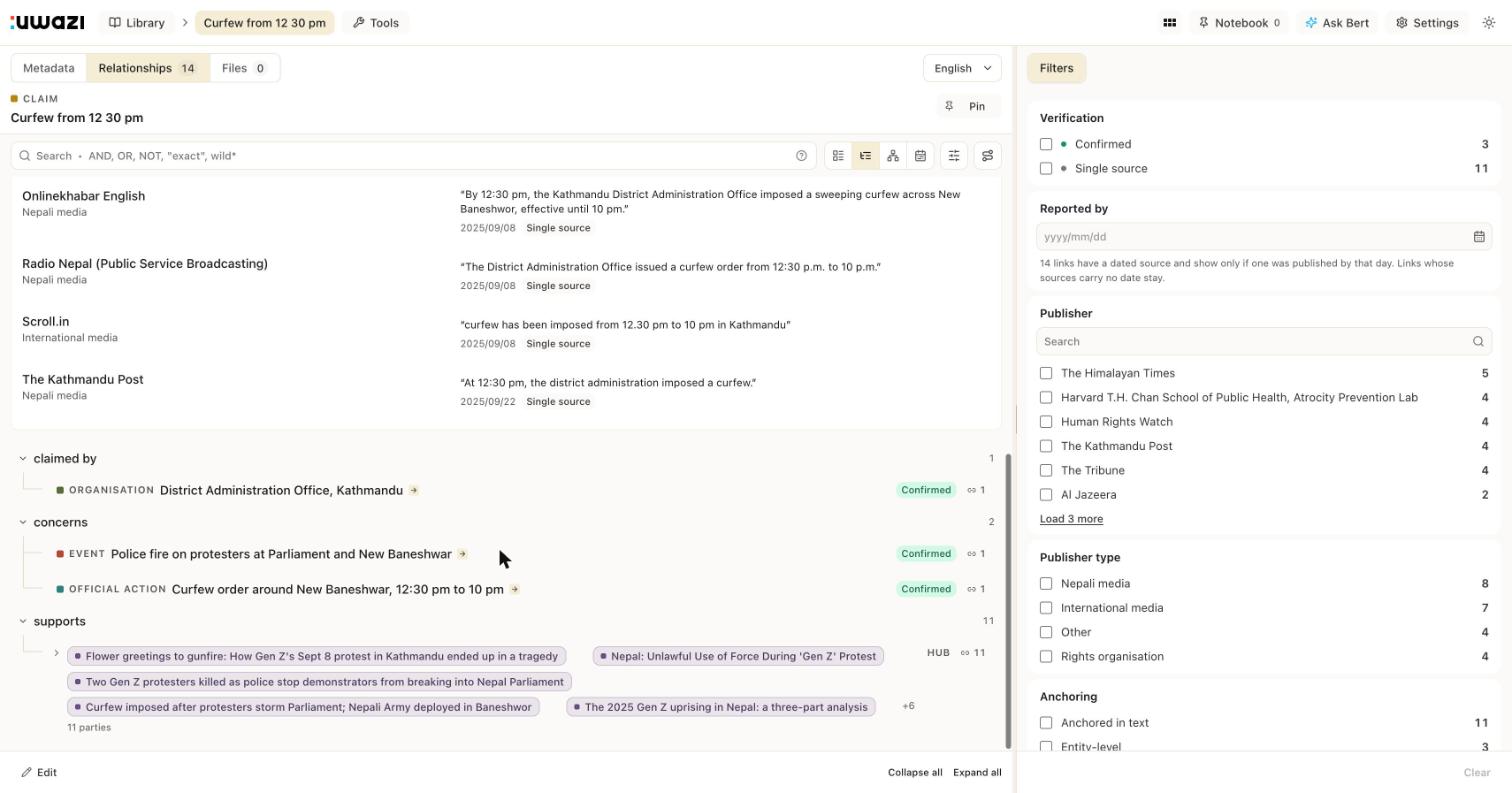 :uwazi
Library
Curfew from 12 30 pm
Tools
Notebook 0
Ask Bert
Settings
Metadata
Relationships 14
Files 0
English
CLAIM
Curfew from 12 30 pm
Pin
Search • AND, OR, NOT, "exact", wild*
Onlinekhabar English
Nepali media
“By 12:30 pm, the Kathmandu District Administration Office imposed a sweeping curfew across New
Baneshwor, effective until 10 pm.”
2025/09/08 Single source
Radio Nepal (Public Service Broadcasting)
Nepali media
“The District Administration Office issued a curfew order from 12:30 p.m. to 10 p.m.”
2025/09/08 Single source
Scroll.in
International media
“curfew has been imposed from 12.30 pm to 10 pm in Kathmandu”
2025/09/08 Single source
The Kathmandu Post
Nepali media
“At 12:30 pm, the district administration imposed a curfew.”
2025/09/22 Single source
claimed by 1
ORGANISATION District Administration Office, Kathmandu Confirmed 1
concerns 2
EVENT Police fire on protesters at Parliament and New Baneshwar Confirmed 1
OFFICIAL ACTION Curfew order around New Baneshwar, 12:30 pm to 10 pm Confirmed 1
supports 11
Flower greetings to gunfire: How Gen Z's Sept 8 protest in Kathmandu ended up in a tragedy
Nepal: Unlawful Use of Force During 'Gen Z' Protest
HUB 11
Two Gen Z protesters killed as police stop demonstrators from breaking into Nepal Parliament
Curfew imposed after protesters storm Parliament; Nepali Army deployed in Baneshwor
The 2025 Gen Z uprising in Nepal: a three-part analysis
+6
11 parties
Edit
Collapse all
Expand all
Filters
Verification
Confirmed 3
Single source 11
Reported by
yyyy/mm/dd
14 links have a dated source and show only if one was published by that day. Links whose
sources carry no date stay.
Publisher
Search
The Himalayan Times 5
Harvard T.H. Chan School of Public Health, Atrocity Prevention Lab 4
Human Rights Watch 4
The Kathmandu Post 4
The Tribune 4
Al Jazeera 2
Load 3 more
Publisher type
Nepali media 8
International media 7
Other 4
Rights organisation 4
Anchoring
Anchored in text 11
Entity-level 3
Clear